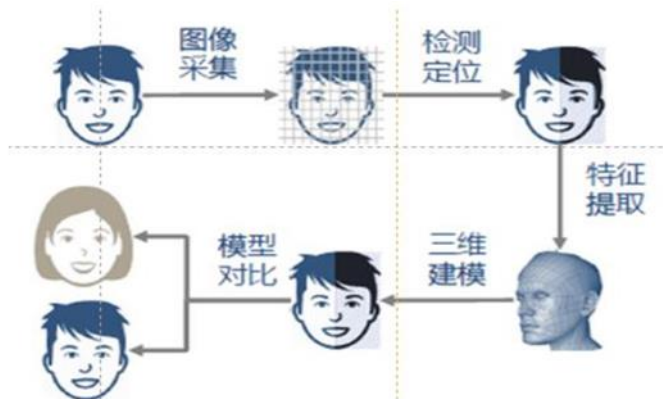 图像
采集
检测
定位
特征
提取
三维
建模
模型
对比